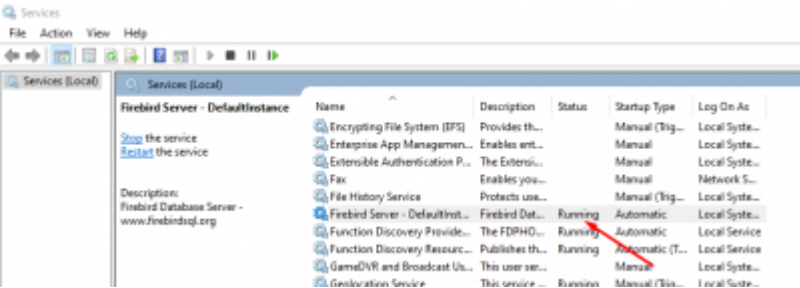 Services
File Action View Help
Services (Local)
Services (Local)
Firebird Server - DefaultInstance
Stop the service
Restart the service
Description:
Firebird Database Server -
www.firebirdsql.org
Name Description Status Startup Type Log On As
Encrypting File System (EFS) Provides th... Manual (Trig... Local Syste...
Enterprise App Managemen... Enables ent... Manual Local Syste...
Extensible Authentication P... The Extensi... Manual Local Syste...
Fax Enables you... Manual Network S...
File History Service Protects use... Manual (Trig... Local Syste...
Firebird Server - DefaultInst... Firebird Dat... Running Automatic Local Syste...
Function Discovery Provide... The FDPHO... Running Automatic Local Service
Function Discovery Resourc... Publishes th... Running Automatic (T... Local Service
GameDVR and Broadcast Us... This user ser... Manual Local Syste...
Geolocation Service This service ... Running Manual (Trig... Local Syste...